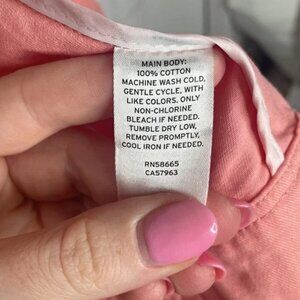 MAIN BODY:
100% COTTON
MACHINE WASH COLD,
GENTLE CYCLE, WITH
LIKE COLORS. ONLY
NON-CHLORINE
BLEACH IF NEEDED.
TUMBLE DRY LOW,
REMOVE PROMPTLY,
COOL IRON IF NEEDED.
RN58665
CA57963